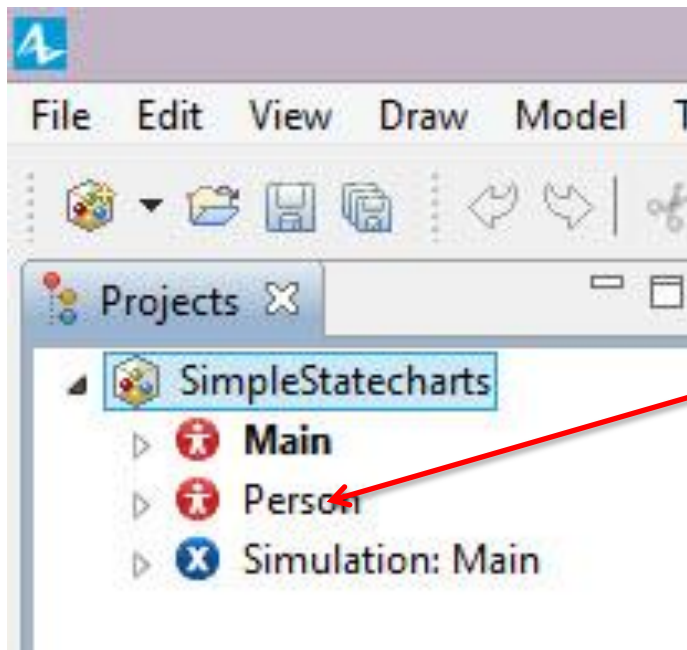 File Edit View Draw Model
Projects
SimpleStatecharts
Main
Person
Simulation: Main